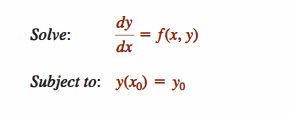 Solve: dy/dx = f(x, y)
Subject to: y(x₀) = y₀